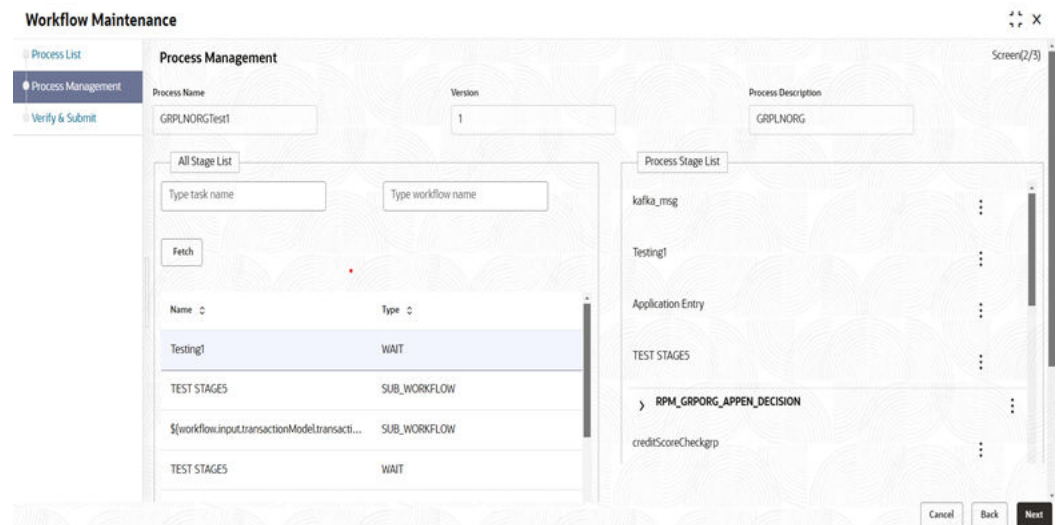 Workflow Maintenance
Process List
Process Management
Verify & Submit
Process Management
Screen(2/3)
Process Name
Version
Process Description
GRPLNORGTest1
1
GRPLNORG
All Stage List
Type task name
Type workflow name
Fetch
Name
Type
Testing1
WAIT
TEST STAGE5
SUB_WORKFLOW
${workflow.input.transactionModel.transacti...
SUB_WORKFLOW
TEST STAGE5
WAIT
Process Stage List
kafka_msg
Testing1
Application Entry
TEST STAGE5
RPM_GRPORG_APPEN_DECISION
creditScoreCheckgrp
Cancel
Back
Next